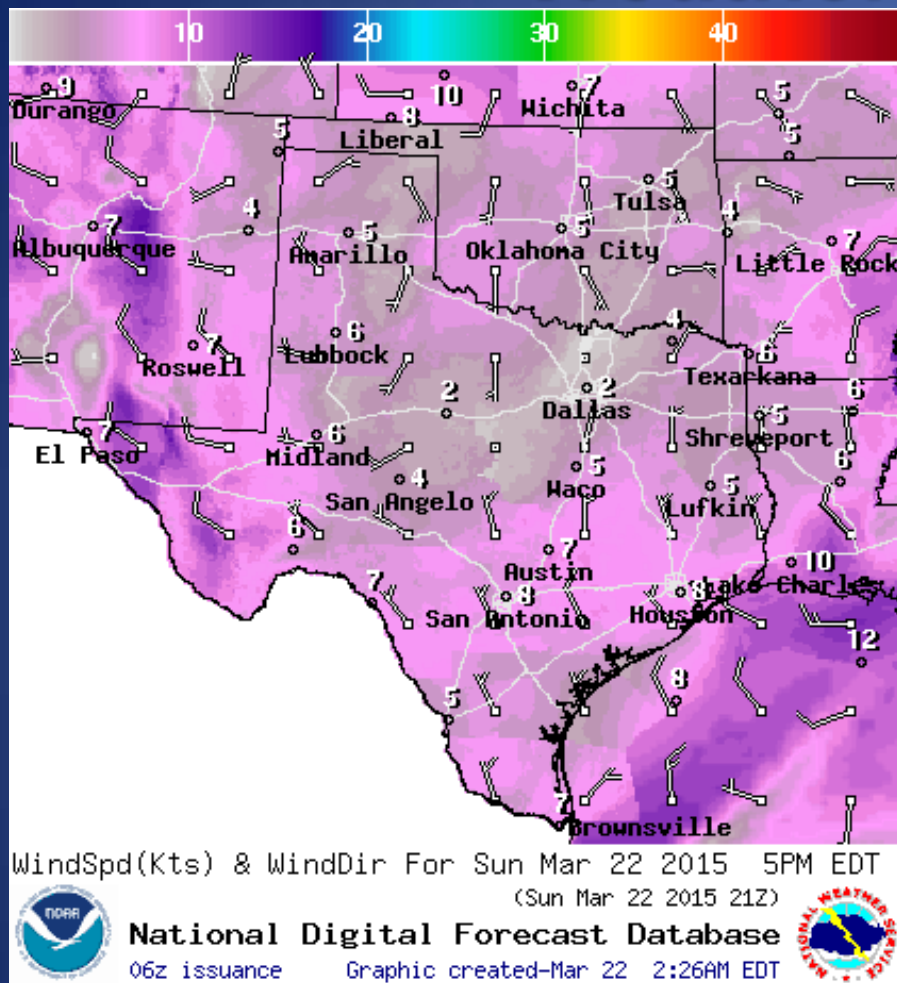 10 20 30 40
9 7 5
Durango 10 Wichita
8
Liberal
5 5
5
Tulsa
7 4 5 5 4 7
Albuquerque Amarillo Oklahoma City Little Rock
6 4
7 Lubbock 6
Roswell Texarkana
2 2 6
Dallas 5
7 6 Shreveport
El Paso Midland 5 6
4 Waco 5
San Angelo Lufkin
6 7 10
Austin
7 8 8 Lake Charles
San Antonio Houston
12
5 8
7
Brownsville
WindSpd(Kts) & WindDir For Sun Mar 22 2015 5PM EDT
(Sun Mar 22 2015 21Z)
NOAA
National Digital Forecast Database
06z issuance Graphic created-Mar 22 2:26AM EDT
NATIONAL WEATHER SERVICE